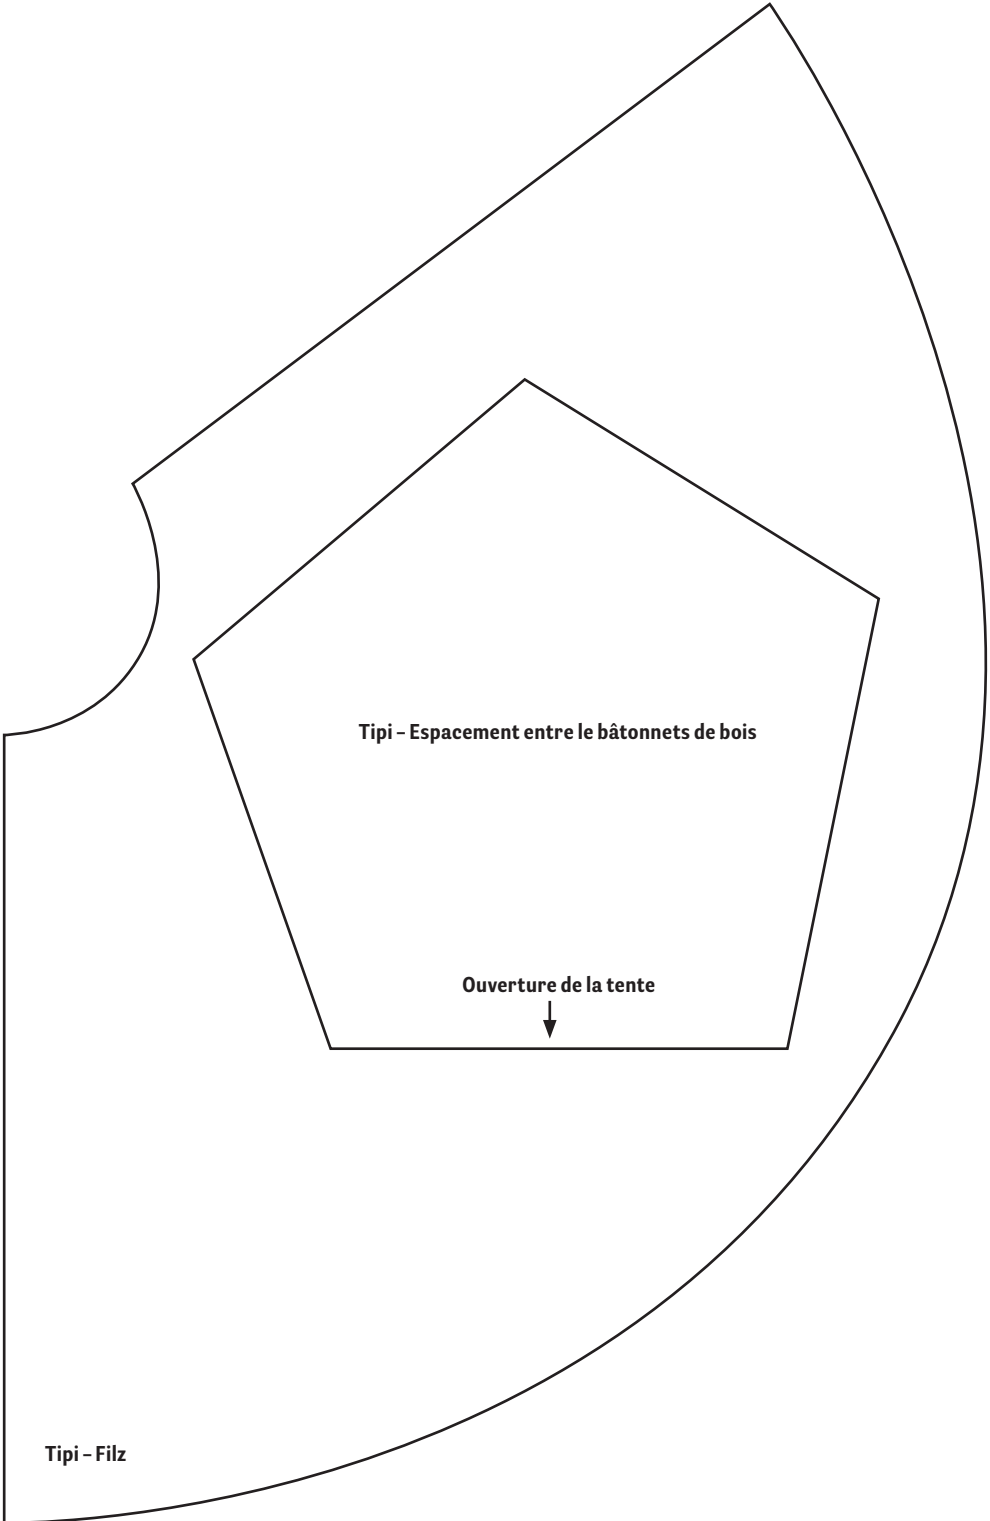 Tipi – Espacement entre le bâtonnets de bois
Ouverture de la tente
Tipi – Filz